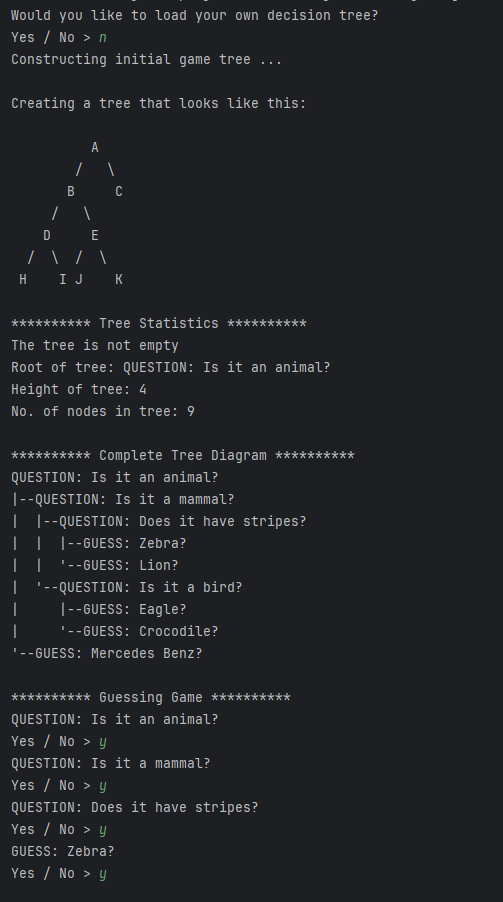 Would you like to load your own decision tree?
Yes / No > n
Constructing initial game tree ...

Creating a tree that looks like this:

          A
        /   \
       B     C
     /   \
    D     E
  /  \  /  \
 H    I J    K

********** Tree Statistics **********
The tree is not empty
Root of tree: QUESTION: Is it an animal?
Height of tree: 4
No. of nodes in tree: 9

********** Complete Tree Diagram **********
QUESTION: Is it an animal?
|--QUESTION: Is it a mammal?
|  |--QUESTION: Does it have stripes?
|  |  |--GUESS: Zebra?
|  |  '--GUESS: Lion?
|  '--QUESTION: Is it a bird?
|     |--GUESS: Eagle?
|     '--GUESS: Crocodile?
'--GUESS: Mercedes Benz?

********** Guessing Game **********
QUESTION: Is it an animal?
Yes / No > y
QUESTION: Is it a mammal?
Yes / No > y
QUESTION: Does it have stripes?
Yes / No > y
GUESS: Zebra?
Yes / No > y